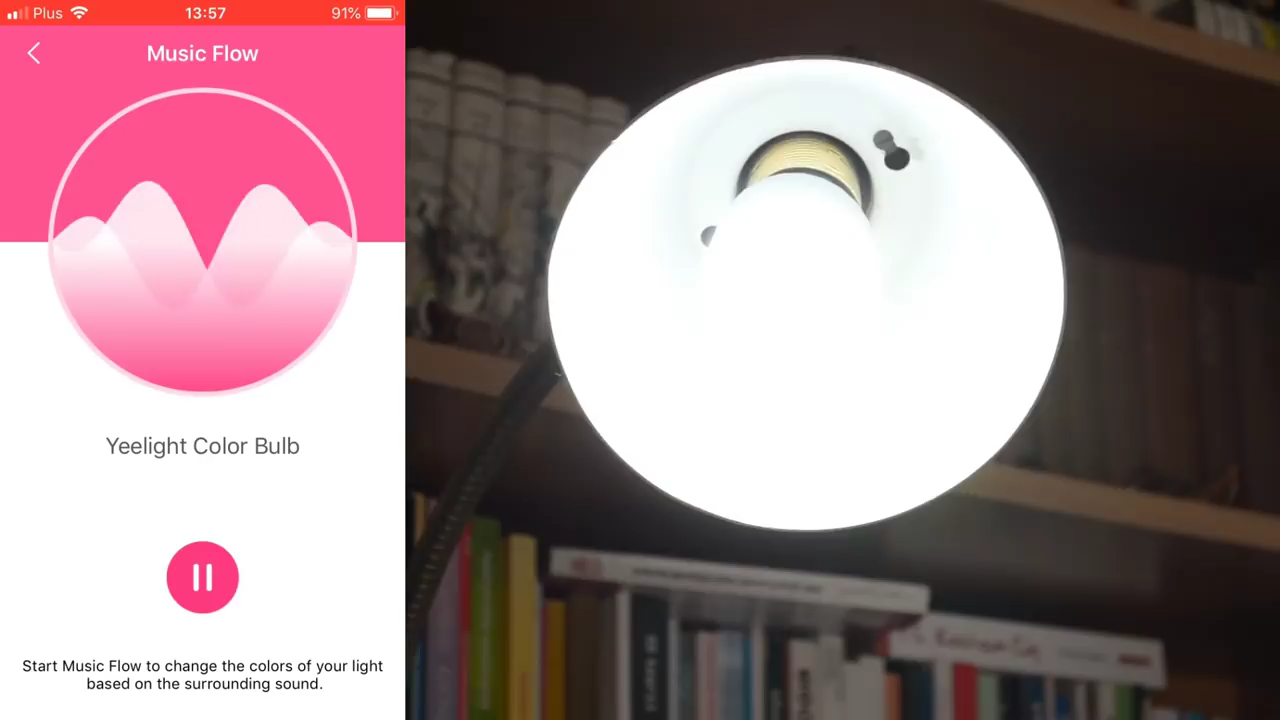 Plus 13:57 91%
Music Flow
Yeelight Color Bulb
Start Music Flow to change the colors of your light
based on the surrounding sound.